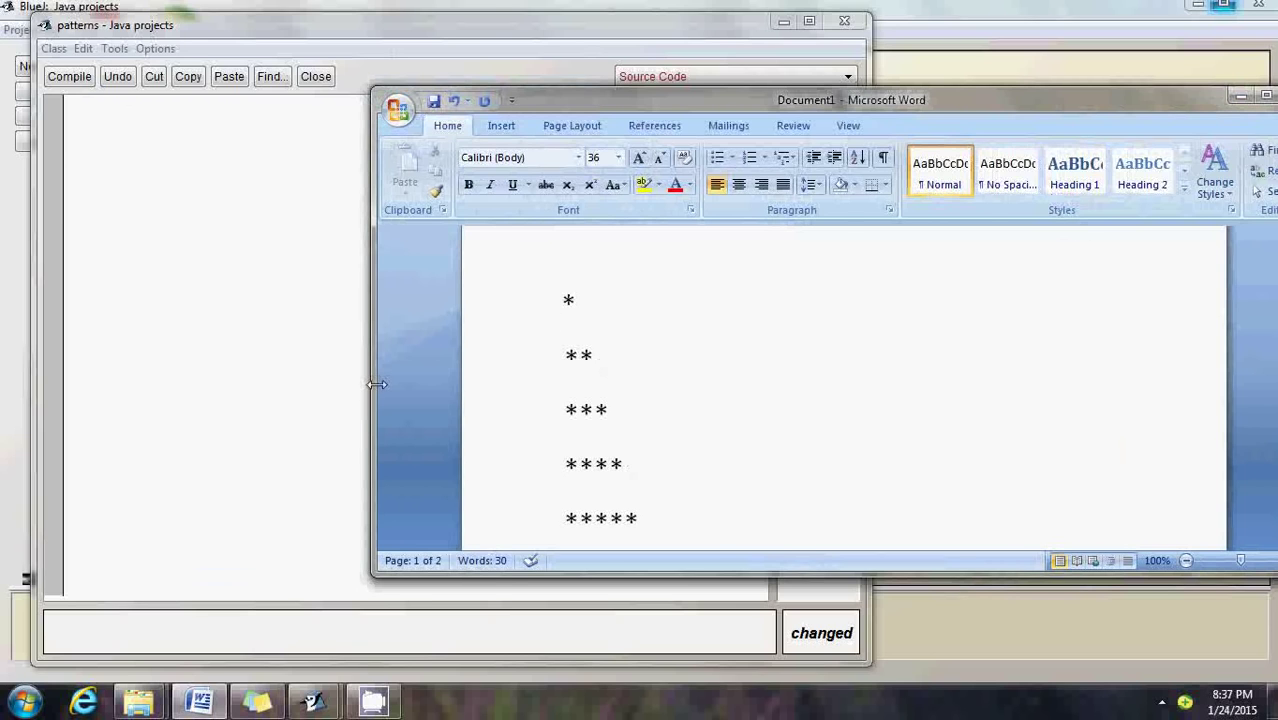 BlueJ: Java projects
patterns - Java projects
Class Edit Tools Options
Compile Undo Cut Copy Paste Find... Close Source Code
Document1 - Microsoft Word
Home Insert Page Layout References Mailings Review View
Paste
Calibri (Body) 36
AaBbCcDc AaBbCcDc AaBbC AaBbCc
¶ Normal ¶ No Spaci... Heading 1 Heading 2
Change Styles
B I U abc x₂ x² Aa A
Clipboard Font Paragraph Styles
*
**
***
****
*****
Page: 1 of 2 Words: 30 100%
changed
8:37 PM
1/24/2015